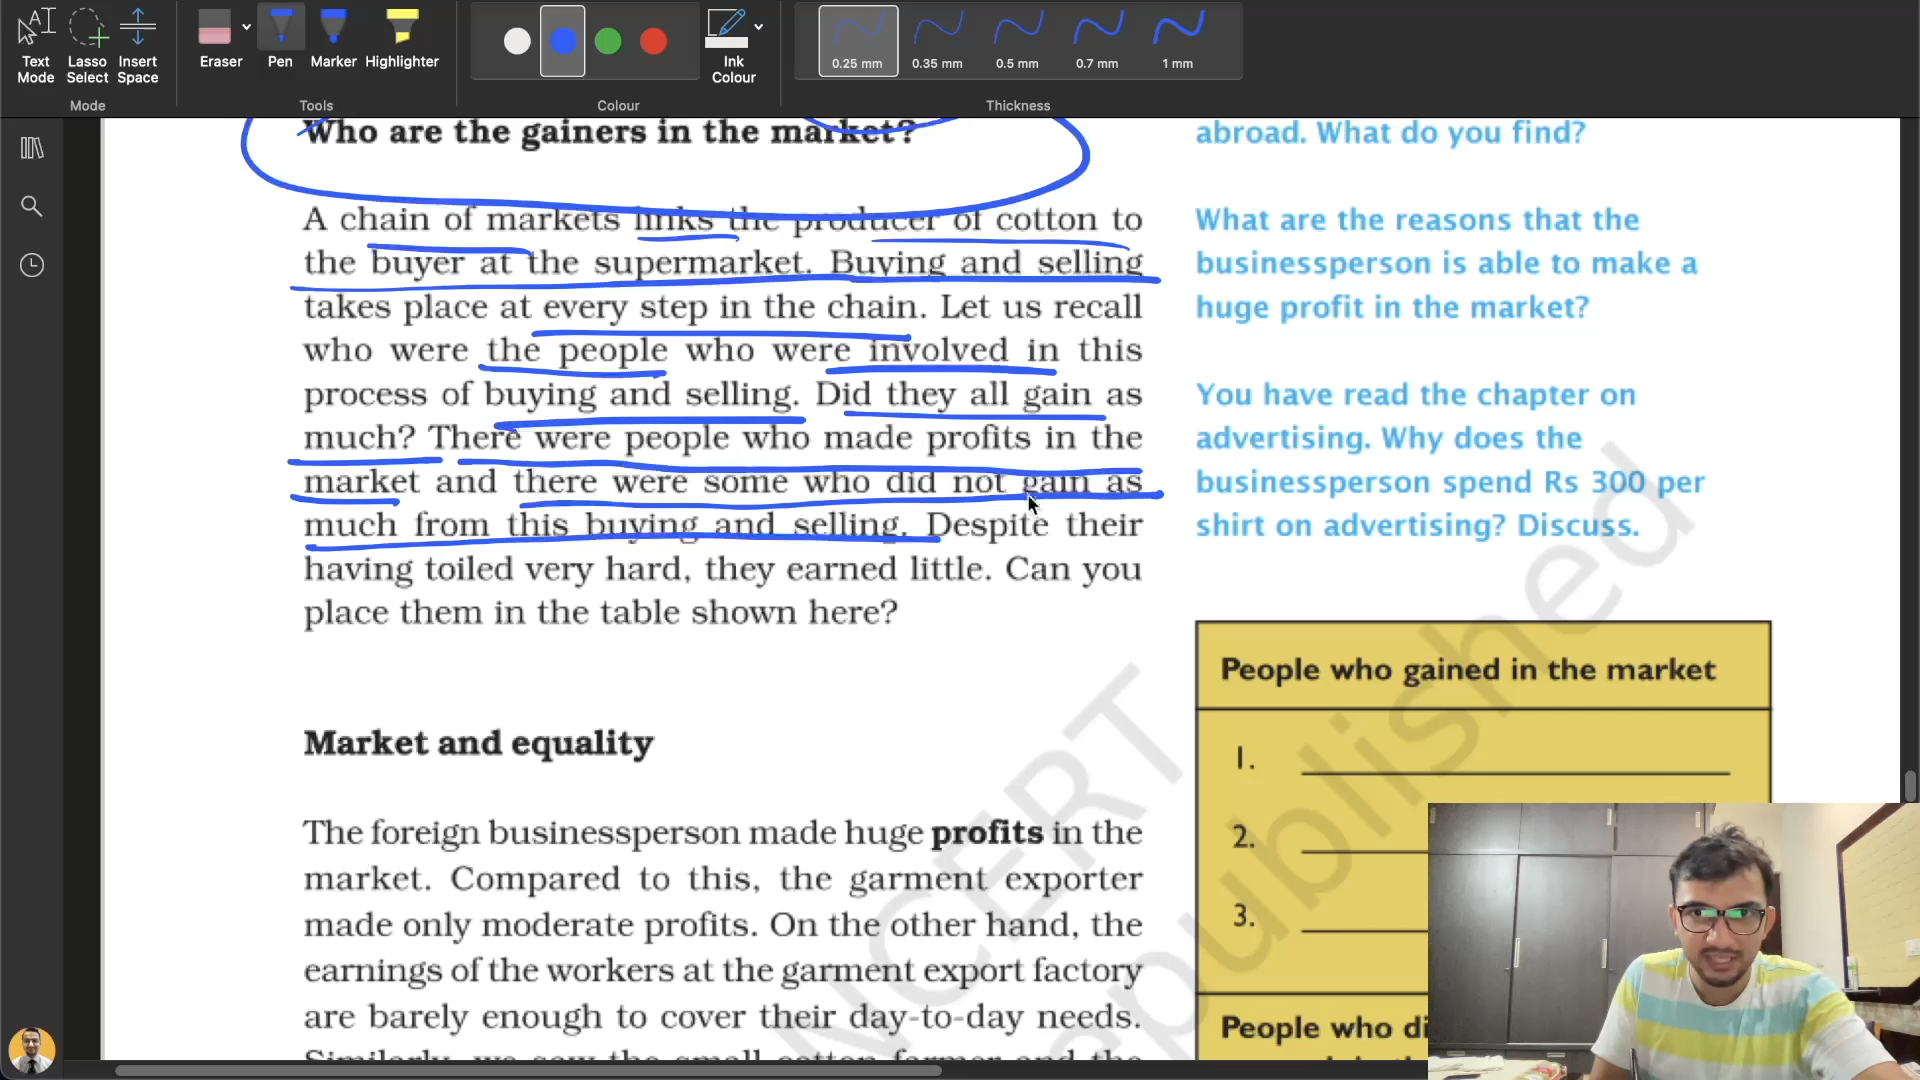 Text Mode
Lasso Select
Insert Space
Eraser
Pen
Marker
Highlighter
Ink Colour
0.25 mm
0.35 mm
0.5 mm
0.7 mm
1 mm
Mode
Tools
Colour
Thickness
Who are the gainers in the market?
A chain of markets links the producer of cotton to
the buyer at the supermarket. Buying and selling
takes place at every step in the chain. Let us recall
who were the people who were involved in this
process of buying and selling. Did they all gain as
much? There were people who made profits in the
market and there were some who did not gain as
much from this buying and selling. Despite their
having toiled very hard, they earned little. Can you
place them in the table shown here?
Market and equality
The foreign businessperson made huge profits in the
market. Compared to this, the garment exporter
made only moderate profits. On the other hand, the
earnings of the workers at the garment export factory
are barely enough to cover their day-to-day needs.
Similarly, we saw the small cotton farmer and the
abroad. What do you find?
What are the reasons that the
businessperson is able to make a
huge profit in the market?
You have read the chapter on
advertising. Why does the
businessperson spend Rs 300 per
shirt on advertising? Discuss.
People who gained in the market
1.
2.
3.
People who di
NCERT
republished